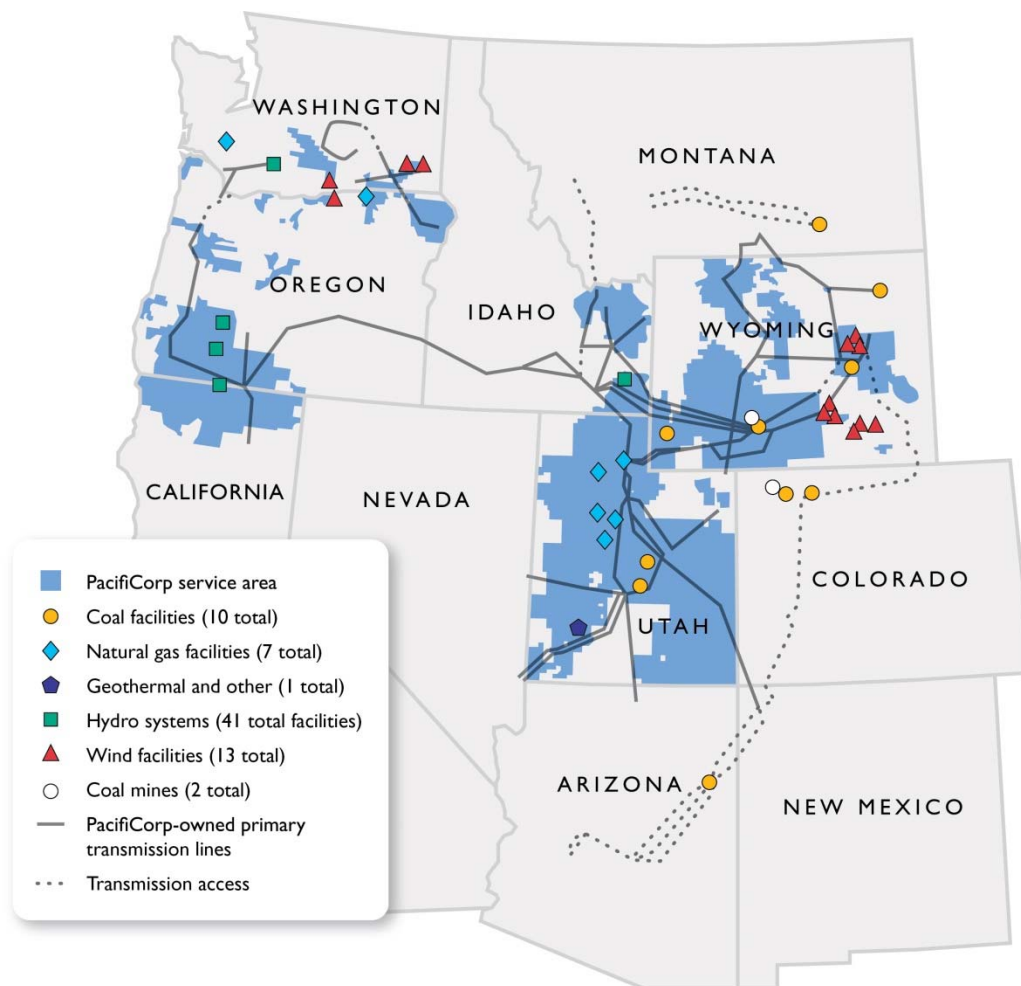 WASHINGTON
MONTANA
OREGON
IDAHO
WYOMING
CALIFORNIA
NEVADA
UTAH
COLORADO
ARIZONA
NEW MEXICO
PacifiCorp service area
Coal facilities (10 total)
Natural gas facilities (7 total)
Geothermal and other (1 total)
Hydro systems (41 total facilities)
Wind facilities (13 total)
Coal mines (2 total)
PacifiCorp-owned primary
transmission lines
Transmission access